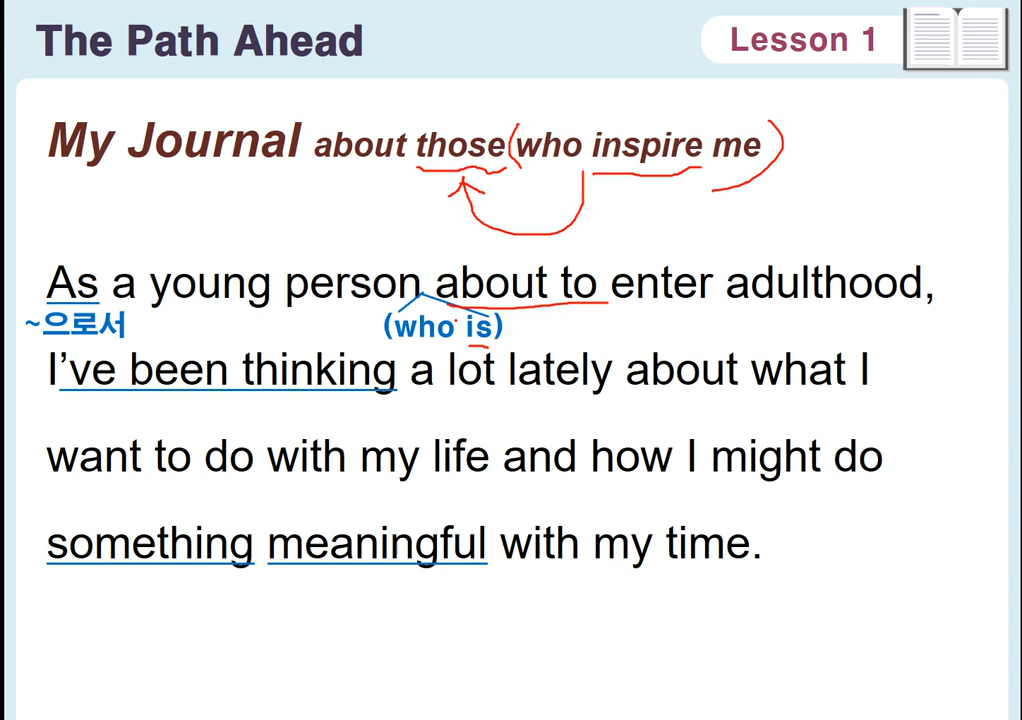 The Path Ahead
Lesson 1
My Journal about those (who inspire me)
As a young person about to enter adulthood,
~으로서
(who is)
I've been thinking a lot lately about what I
want to do with my life and how I might do
something meaningful with my time.